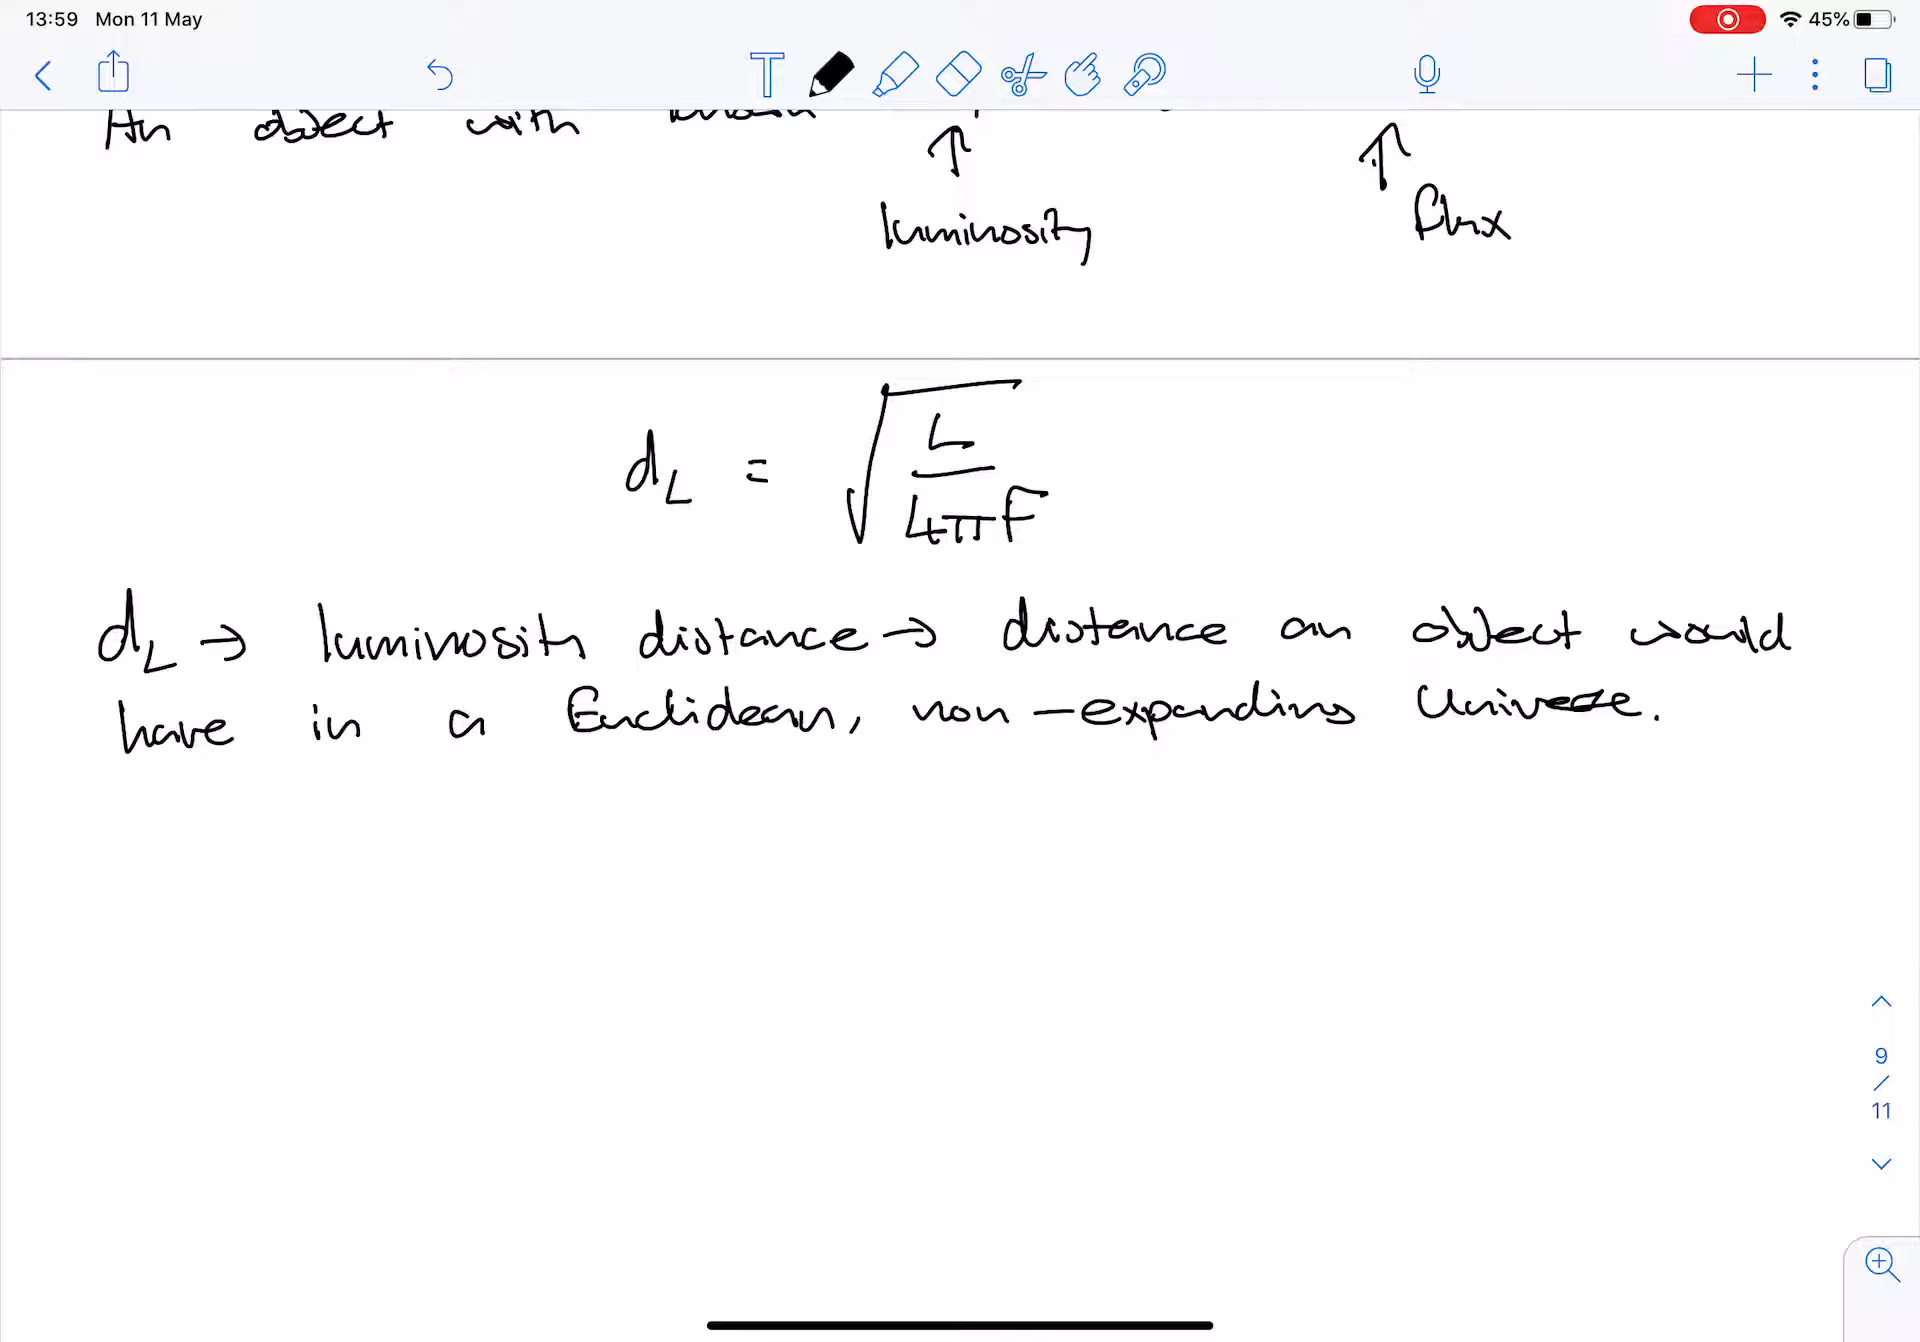 13:59 Mon 11 May
45%
An object with
luminosity
flux
d_L = √(L / 4πF)
d_L → luminosity distance → distance an object would
have in a Euclidean, non-expanding Universe.
9
/
11